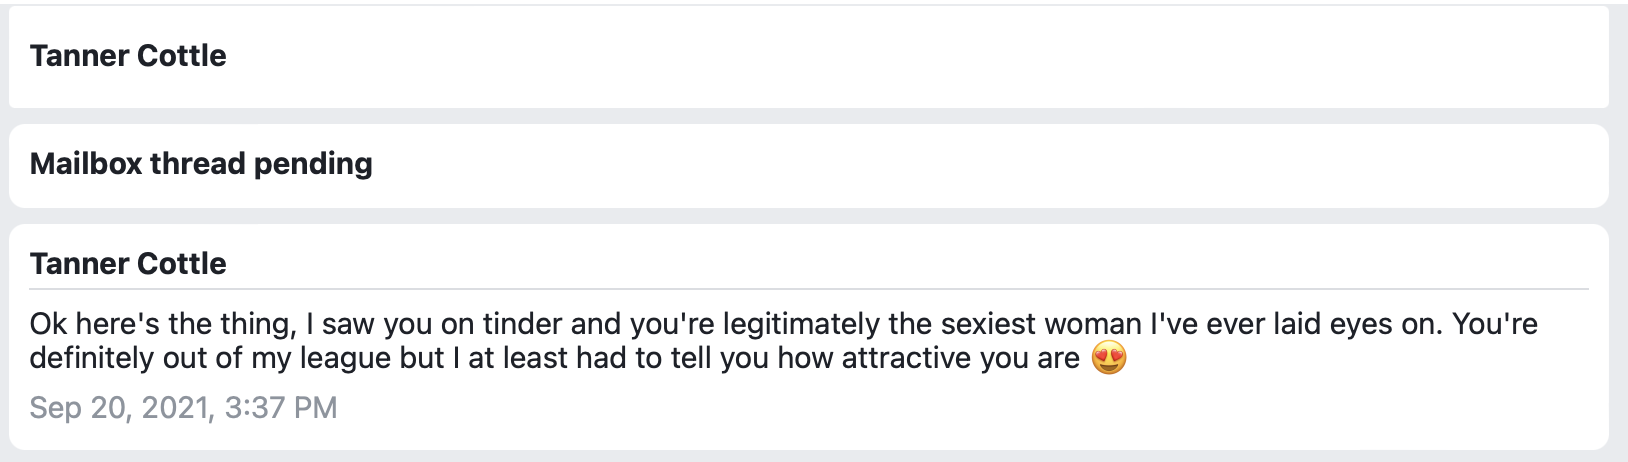 Tanner Cottle
Mailbox thread pending
Tanner Cottle
Ok here's the thing, I saw you on tinder and you're legitimately the sexiest woman I've ever laid eyes on. You're
definitely out of my league but I at least had to tell you how attractive you are 😍
Sep 20, 2021, 3:37 PM